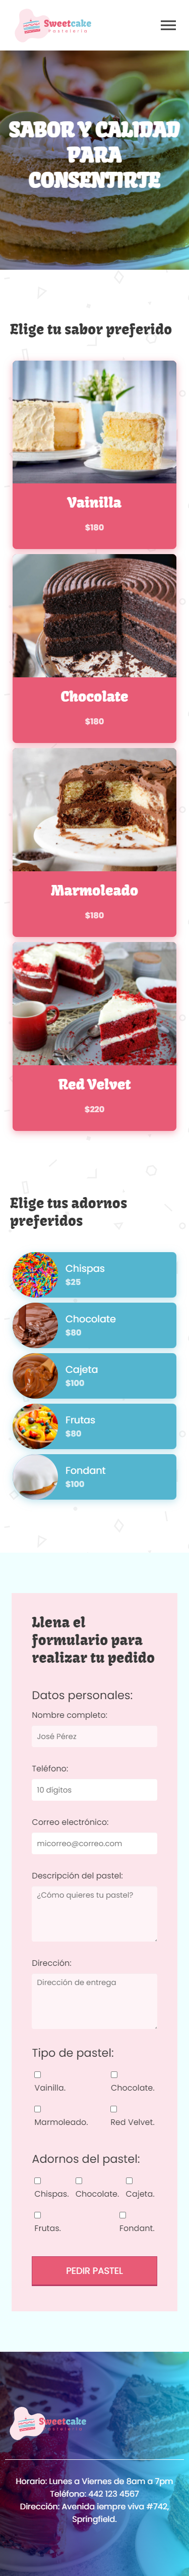 Sweetcake
Pastelería
SABOR Y CALIDAD
PARA
CONSENTIRTE
Elige tu sabor preferido
Vainilla
$180
Chocolate
$180
Marmoleado
$180
Red Velvet
$220
Elige tus adornos
preferidos
Chispas
$25
Chocolate
$80
Cajeta
$100
Frutas
$80
Fondant
$100
Llena el
formulario para
realizar tu pedido
Datos personales:
Nombre completo:
José Pérez
Teléfono:
10 digitos
Correo electrónico:
micorreo@correo.com
Descripción del pastel:
¿Cómo quieres tu pastel?
Dirección:
Dirección de entrega
Tipo de pastel:
Vainilla. Chocolate.
Marmoleado. Red Velvet.
Adornos del pastel:
Chispas. Chocolate. Cajeta.
Frutas. Fondant.
PEDIR PASTEL
Sweetcake
Pastelería
Horario: Lunes a Viernes de 8am a 7pm
Teléfono: 442 123 4567
Dirección: Avenida iempre viva #742,
Springfield.